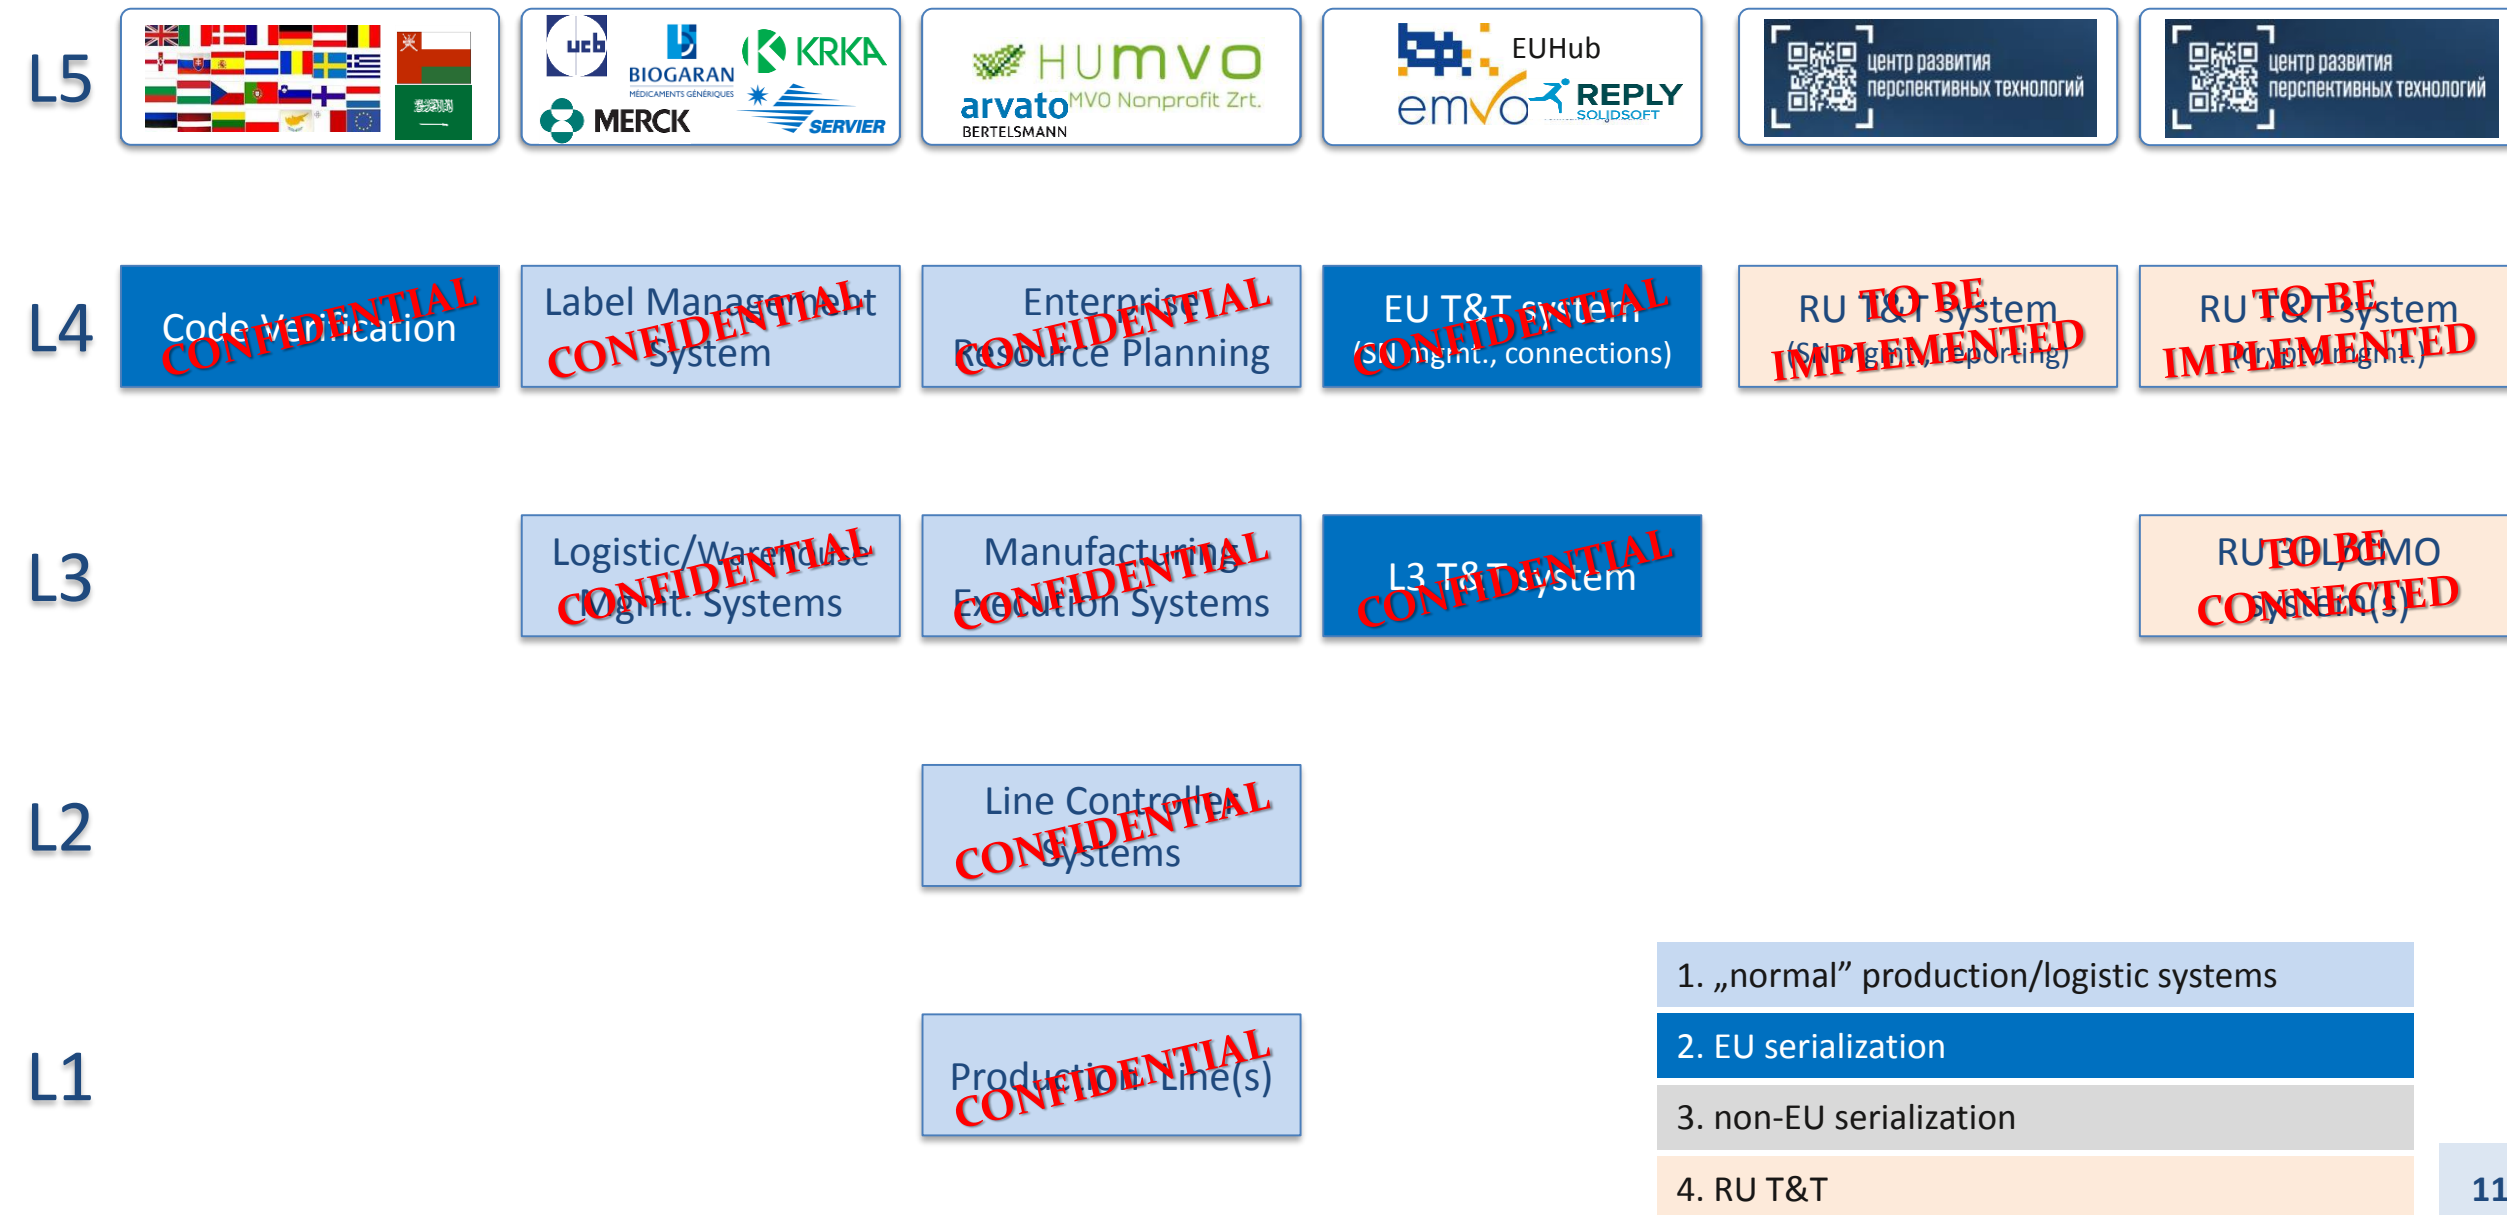 L5
ucb
BIOGARAN
MÉDICAMENTS GÉNÉRIQUES
KRKA
MERCK
SERVIER
HUmvo
MVO Nonprofit Zrt.
arvato
BERTELSMANN
EUHub
emvo
REPLY
SOLIDSOFT
центр развития
перспективных технологий
центр развития
перспективных технологий
L4
Code Verification
CONFIDENTIAL
Label Management
System
CONFIDENTIAL
Enterprise
Resource Planning
CONFIDENTIAL
EU T&T system
(SN mgmt., connections)
CONFIDENTIAL
RU T&T system
(SN mgmt., reporting)
TO BE
IMPLEMENTED
RU T&T system
(crypto mgmt.)
TO BE
IMPLEMENTED
L3
Logistic/Warehouse
Mgmt. Systems
CONFIDENTIAL
Manufacturing
Execution Systems
CONFIDENTIAL
L3 T&T system
CONFIDENTIAL
RU 3PL/CMO
system(s)
TO BE
CONNECTED
L2
Line Controller
Systems
CONFIDENTIAL
L1
Production Line(s)
CONFIDENTIAL
1. „normal” production/logistic systems
2. EU serialization
3. non-EU serialization
4. RU T&T
11